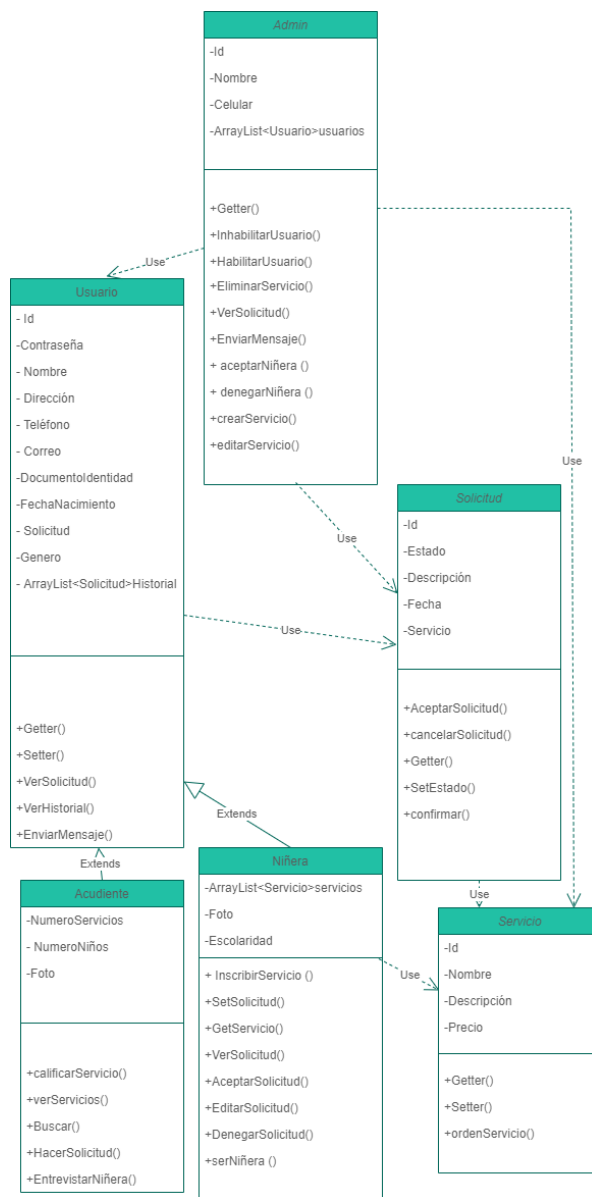 Admin
-Id
-Nombre
-Celular
-ArrayList<Usuario>usuarios
+Getter()
+InhabilitarUsuario()
+HabilitarUsuario()
+EliminarServicio()
+VerSolicitud()
+EnviarMensaje()
+ aceptarNiñera ()
+ denegarNiñera ()
+crearServicio()
+editarServicio()
Use
Use
Use
Usuario
- Id
-Contraseña
- Nombre
- Dirección
- Teléfono
- Correo
-DocumentoIdentidad
-FechaNacimiento
- Solicitud
-Genero
- ArrayList<Solicitud>Historial
+Getter()
+Setter()
+VerSolicitud()
+VerHistorial()
+EnviarMensaje()
Use
Solicitud
-Id
-Estado
-Descripción
-Fecha
-Servicio
+AceptarSolicitud()
+cancelarSolicitud()
+Getter()
+SetEstado()
+confirmar()
Use
Extends
Extends
Acudiente
-NumeroServicios
- NumeroNiños
-Foto
+calificarServicio()
+verServicios()
+Buscar()
+HacerSolicitud()
+EntrevistarNiñera()
Niñera
-ArrayList<Servicio>servicios
-Foto
-Escolaridad
+ InscribirServicio ()
+SetSolicitud()
+GetServicio()
+VerSolicitud()
+AceptarSolicitud()
+EditarSolicitud()
+DenegarSolicitud()
+serNiñera ()
Use
Servicio
-Id
-Nombre
-Descripción
-Precio
+Getter()
+Setter()
+ordenServicio()